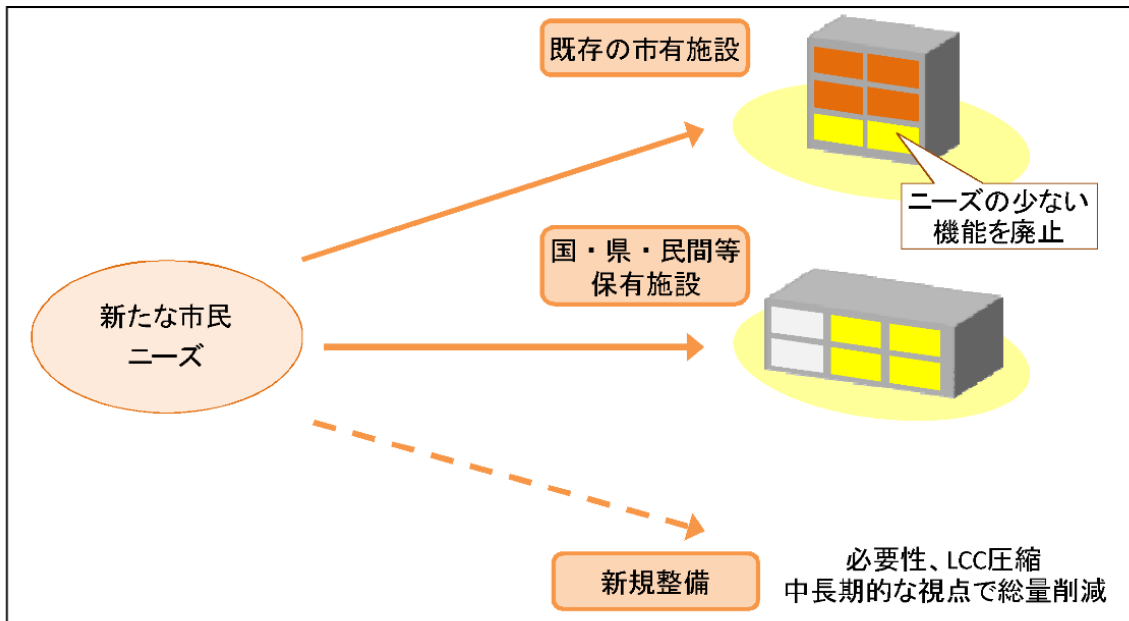 既存の市有施設
ニーズの少ない
機能を廃止
国・県・民間等
保有施設
新たな市民
ニーズ
新規整備
必要性、LCC圧縮
中長期的な視点で総量削減